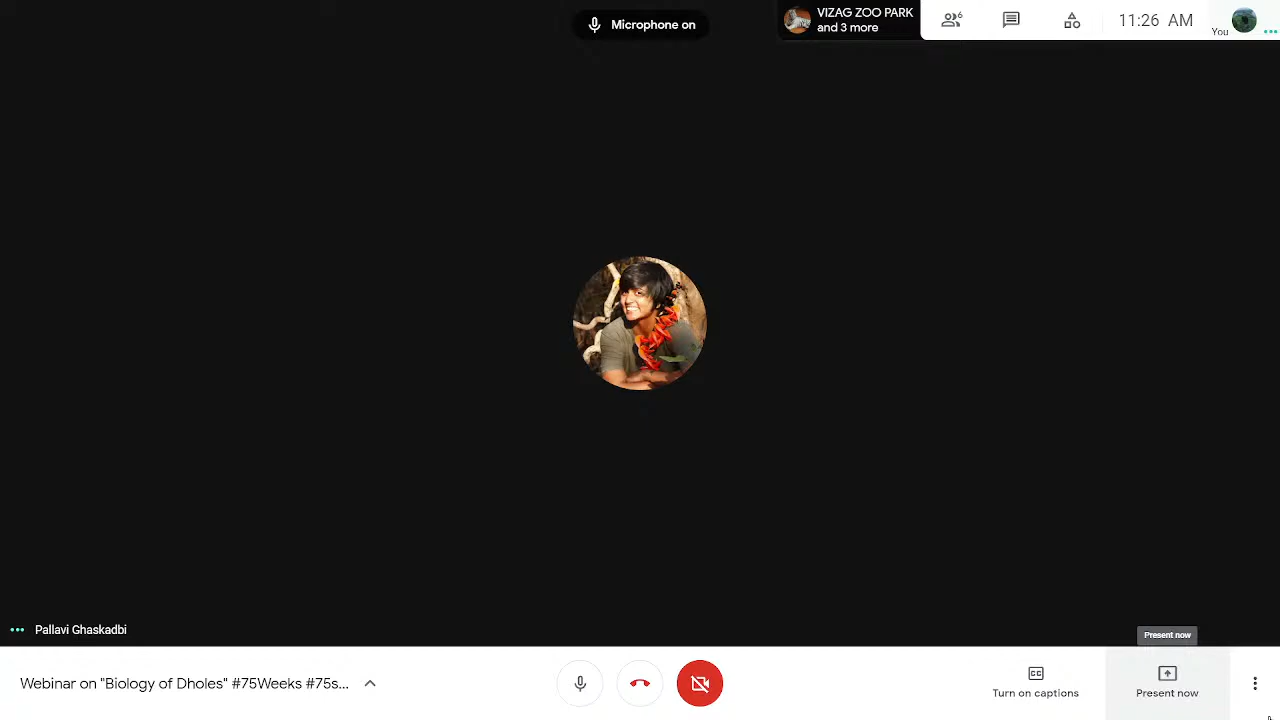 Microphone on
VIZAG ZOO PARK
and 3 more
6
11:26 AM
You
Pallavi Ghaskadbi
Present now
Webinar on "Biology of Dholes" #75Weeks #75s...
CC
Turn on captions
Present now